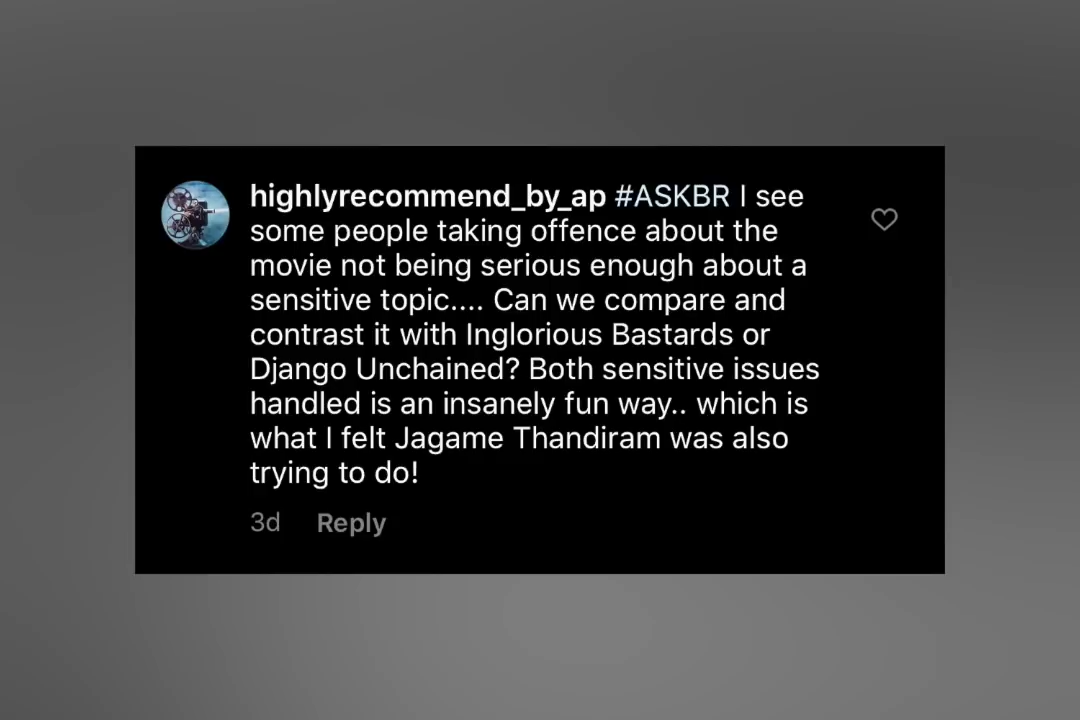 highlyrecommend_by_ap #ASKBR I see
some people taking offence about the
movie not being serious enough about a
sensitive topic.... Can we compare and
contrast it with Inglorious Bastards or
Django Unchained? Both sensitive issues
handled is an insanely fun way.. which is
what I felt Jagame Thandiram was also
trying to do!
3d Reply